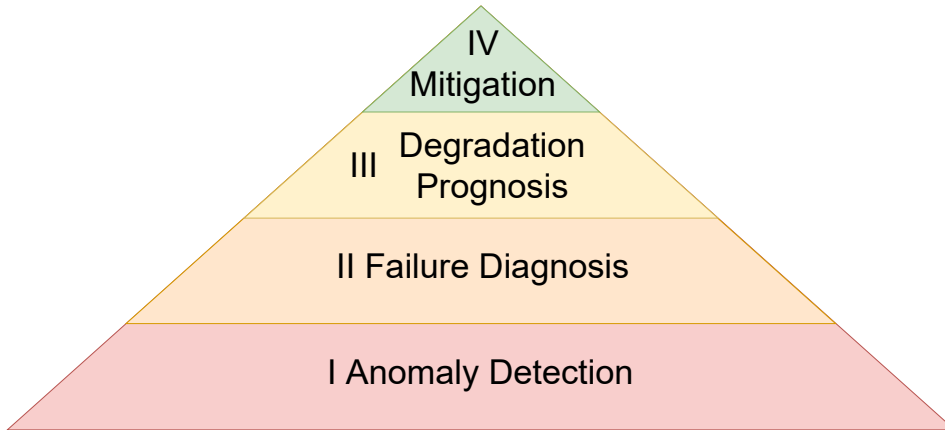 IV
Mitigation
III Degradation
Prognosis
II Failure Diagnosis
I Anomaly Detection